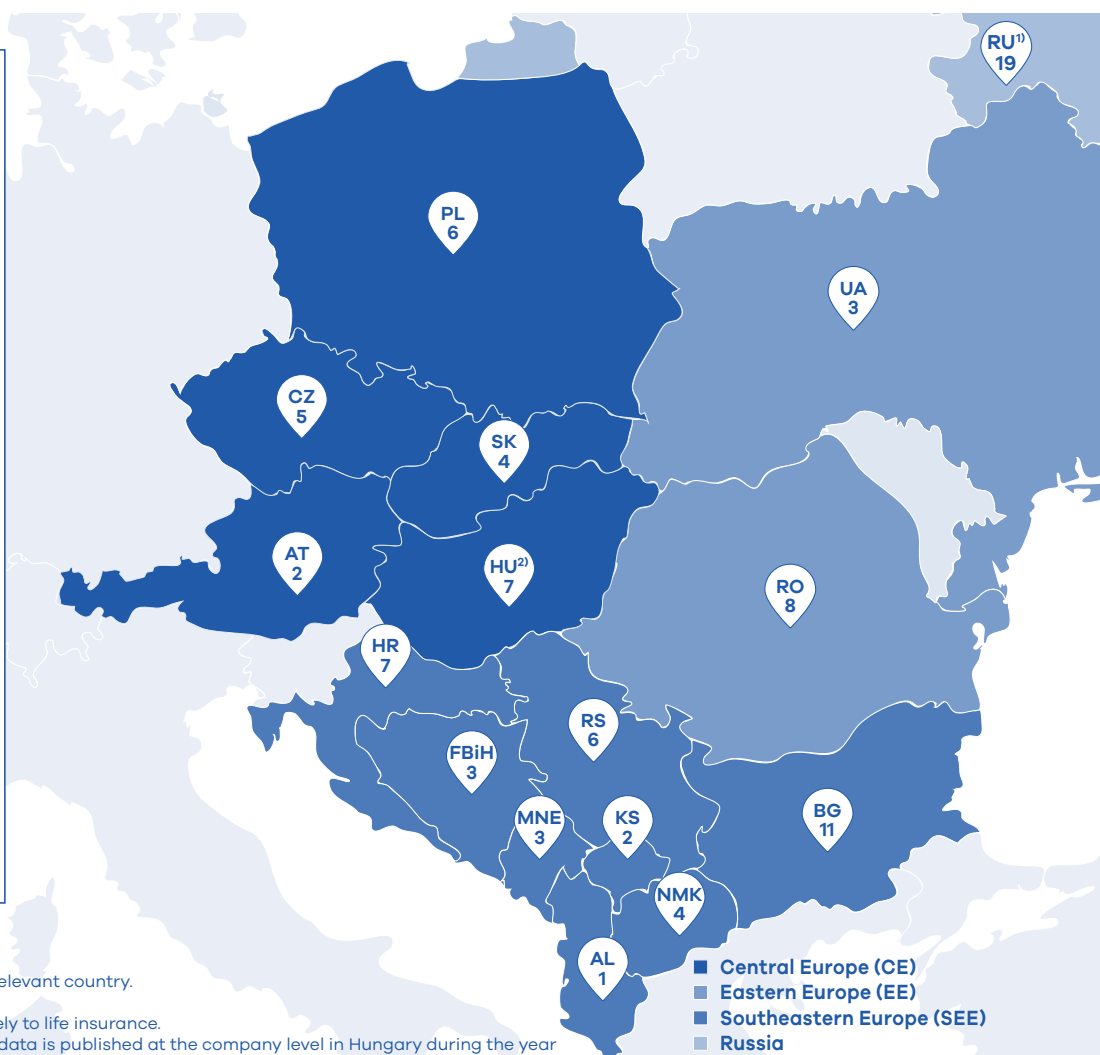 RU¹⁾
19
PL
6
UA
3
CZ
5
SK
4
AT
2
HU²⁾
7
RO
8
HR
7
RS
6
FBiH
3
MNE
3
KS
2
BG
11
NMK
4
AL
1
Central Europe (CE)
Eastern Europe (EE)
Southeastern Europe (SEE)
Russia
relevant country.
to life insurance.
data is published at the company level in Hungary during the year